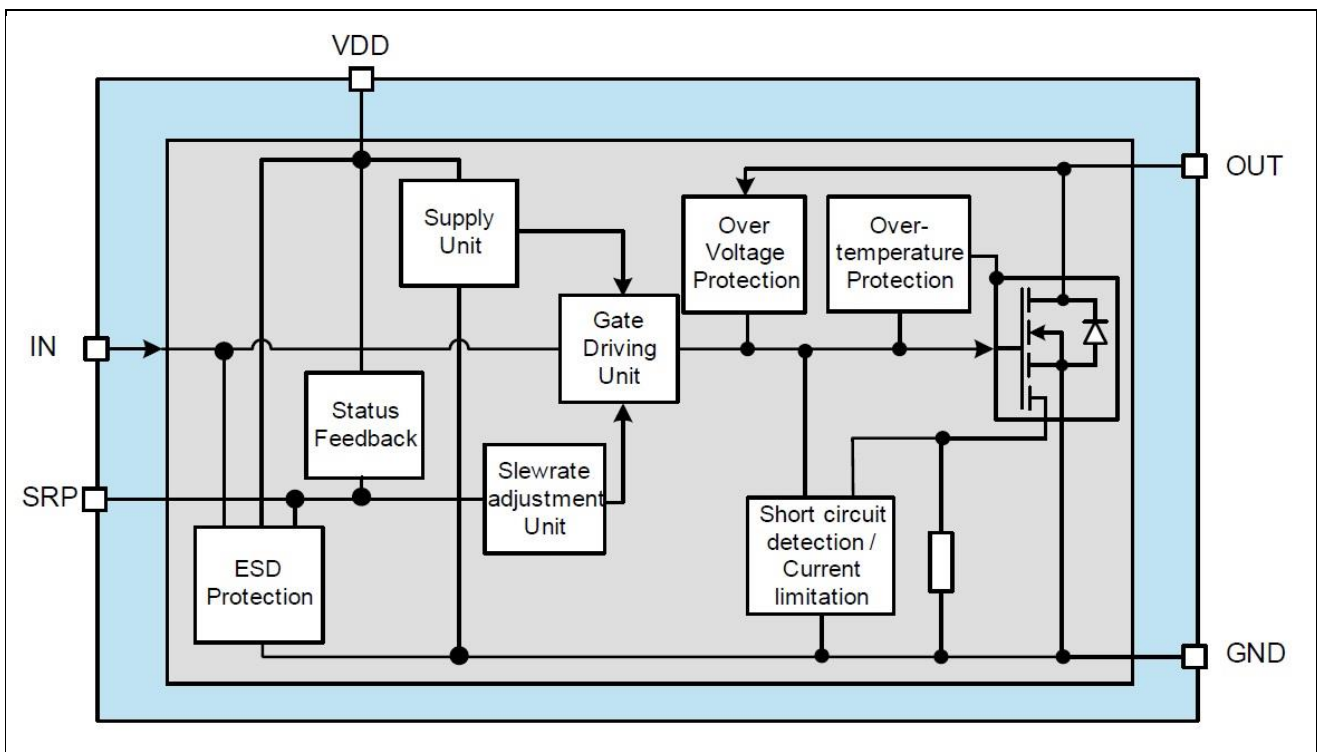 VDD
OUT
Supply
Unit
Over
Voltage
Protection
Over-
temperature
Protection
IN
Gate
Driving
Unit
Status
Feedback
SRP
Slewrate
adjustment
Unit
Short circuit
detection /
Current
limitation
ESD
Protection
GND